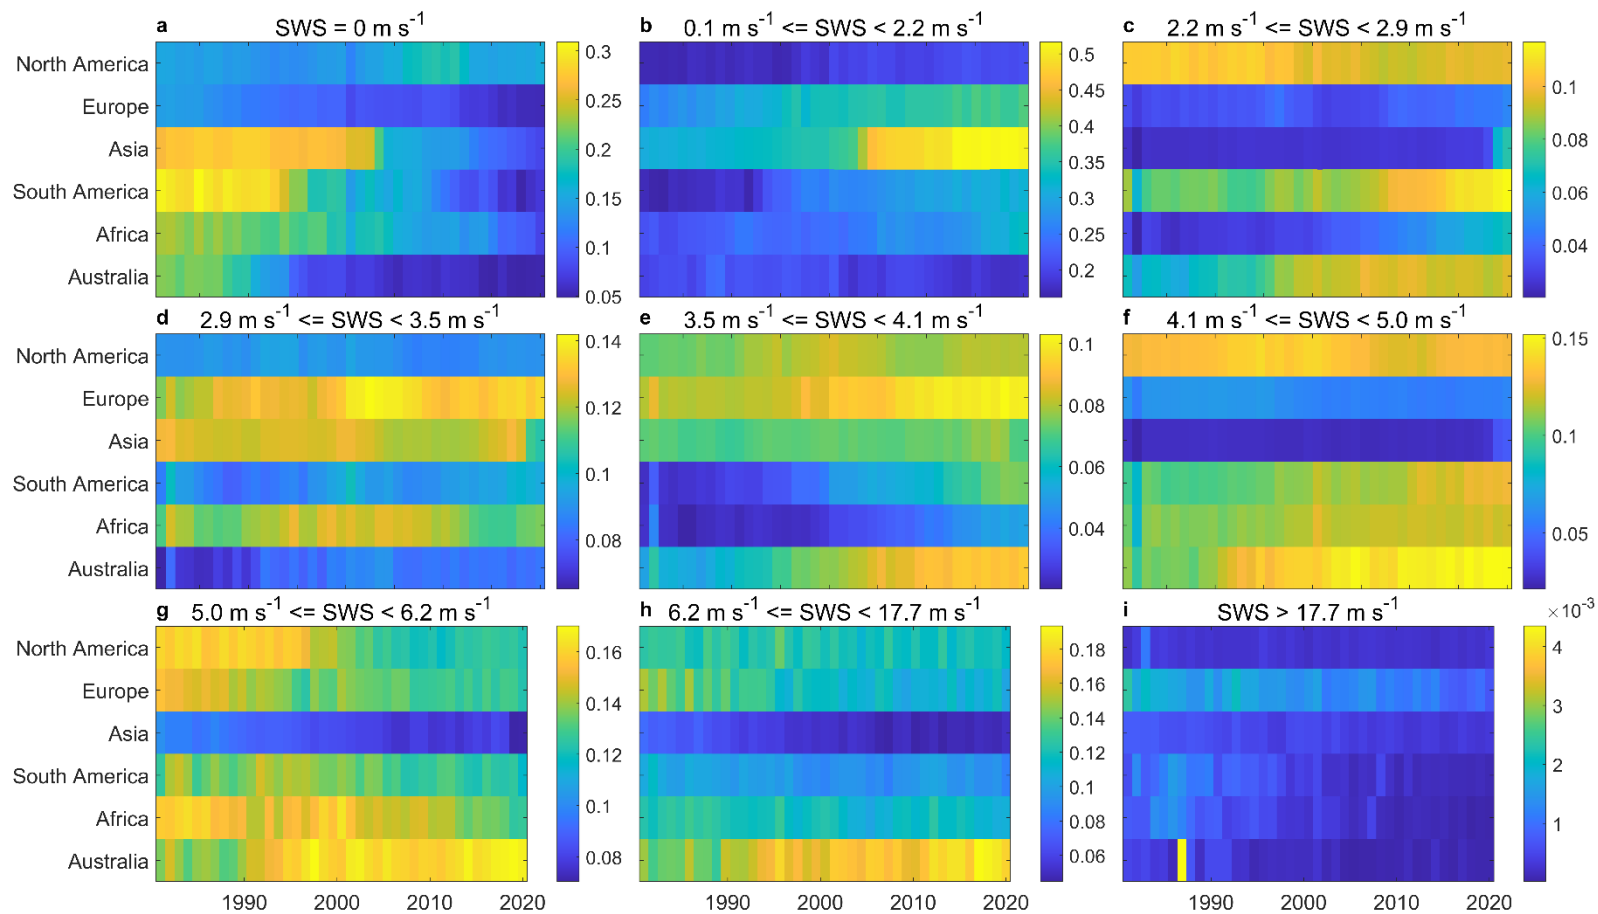 a SWS = 0 m s-1
b 0.1 m s-1 <= SWS < 2.2 m s-1
c 2.2 m s-1 <= SWS < 2.9 m s-1
North America
Europe
Asia
South America
Africa
Australia
0.3
0.25
0.2
0.15
0.1
0.05
0.5
0.45
0.4
0.35
0.3
0.25
0.2
0.1
0.08
0.06
0.04
d 2.9 m s-1 <= SWS < 3.5 m s-1
e 3.5 m s-1 <= SWS < 4.1 m s-1
f 4.1 m s-1 <= SWS < 5.0 m s-1
North America
Europe
Asia
South America
Africa
Australia
0.14
0.12
0.1
0.08
0.1
0.08
0.06
0.04
0.15
0.1
0.05
g 5.0 m s-1 <= SWS < 6.2 m s-1
h 6.2 m s-1 <= SWS < 17.7 m s-1
i SWS > 17.7 m s-1
×10-3
North America
Europe
Asia
South America
Africa
Australia
0.16
0.14
0.12
0.1
0.08
0.18
0.16
0.14
0.12
0.1
0.08
0.06
4
3
2
1
1990 2000 2010 2020
1990 2000 2010 2020
1990 2000 2010 2020